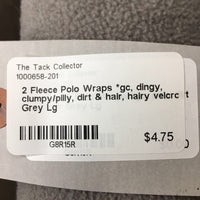 The Tack Collector
1000658-201
2 Fleece Polo Wraps *gc, dingy,
clumpy/pilly, dirt & hair, hairy velcrc
Grey Lg
$4.75
G8R15R